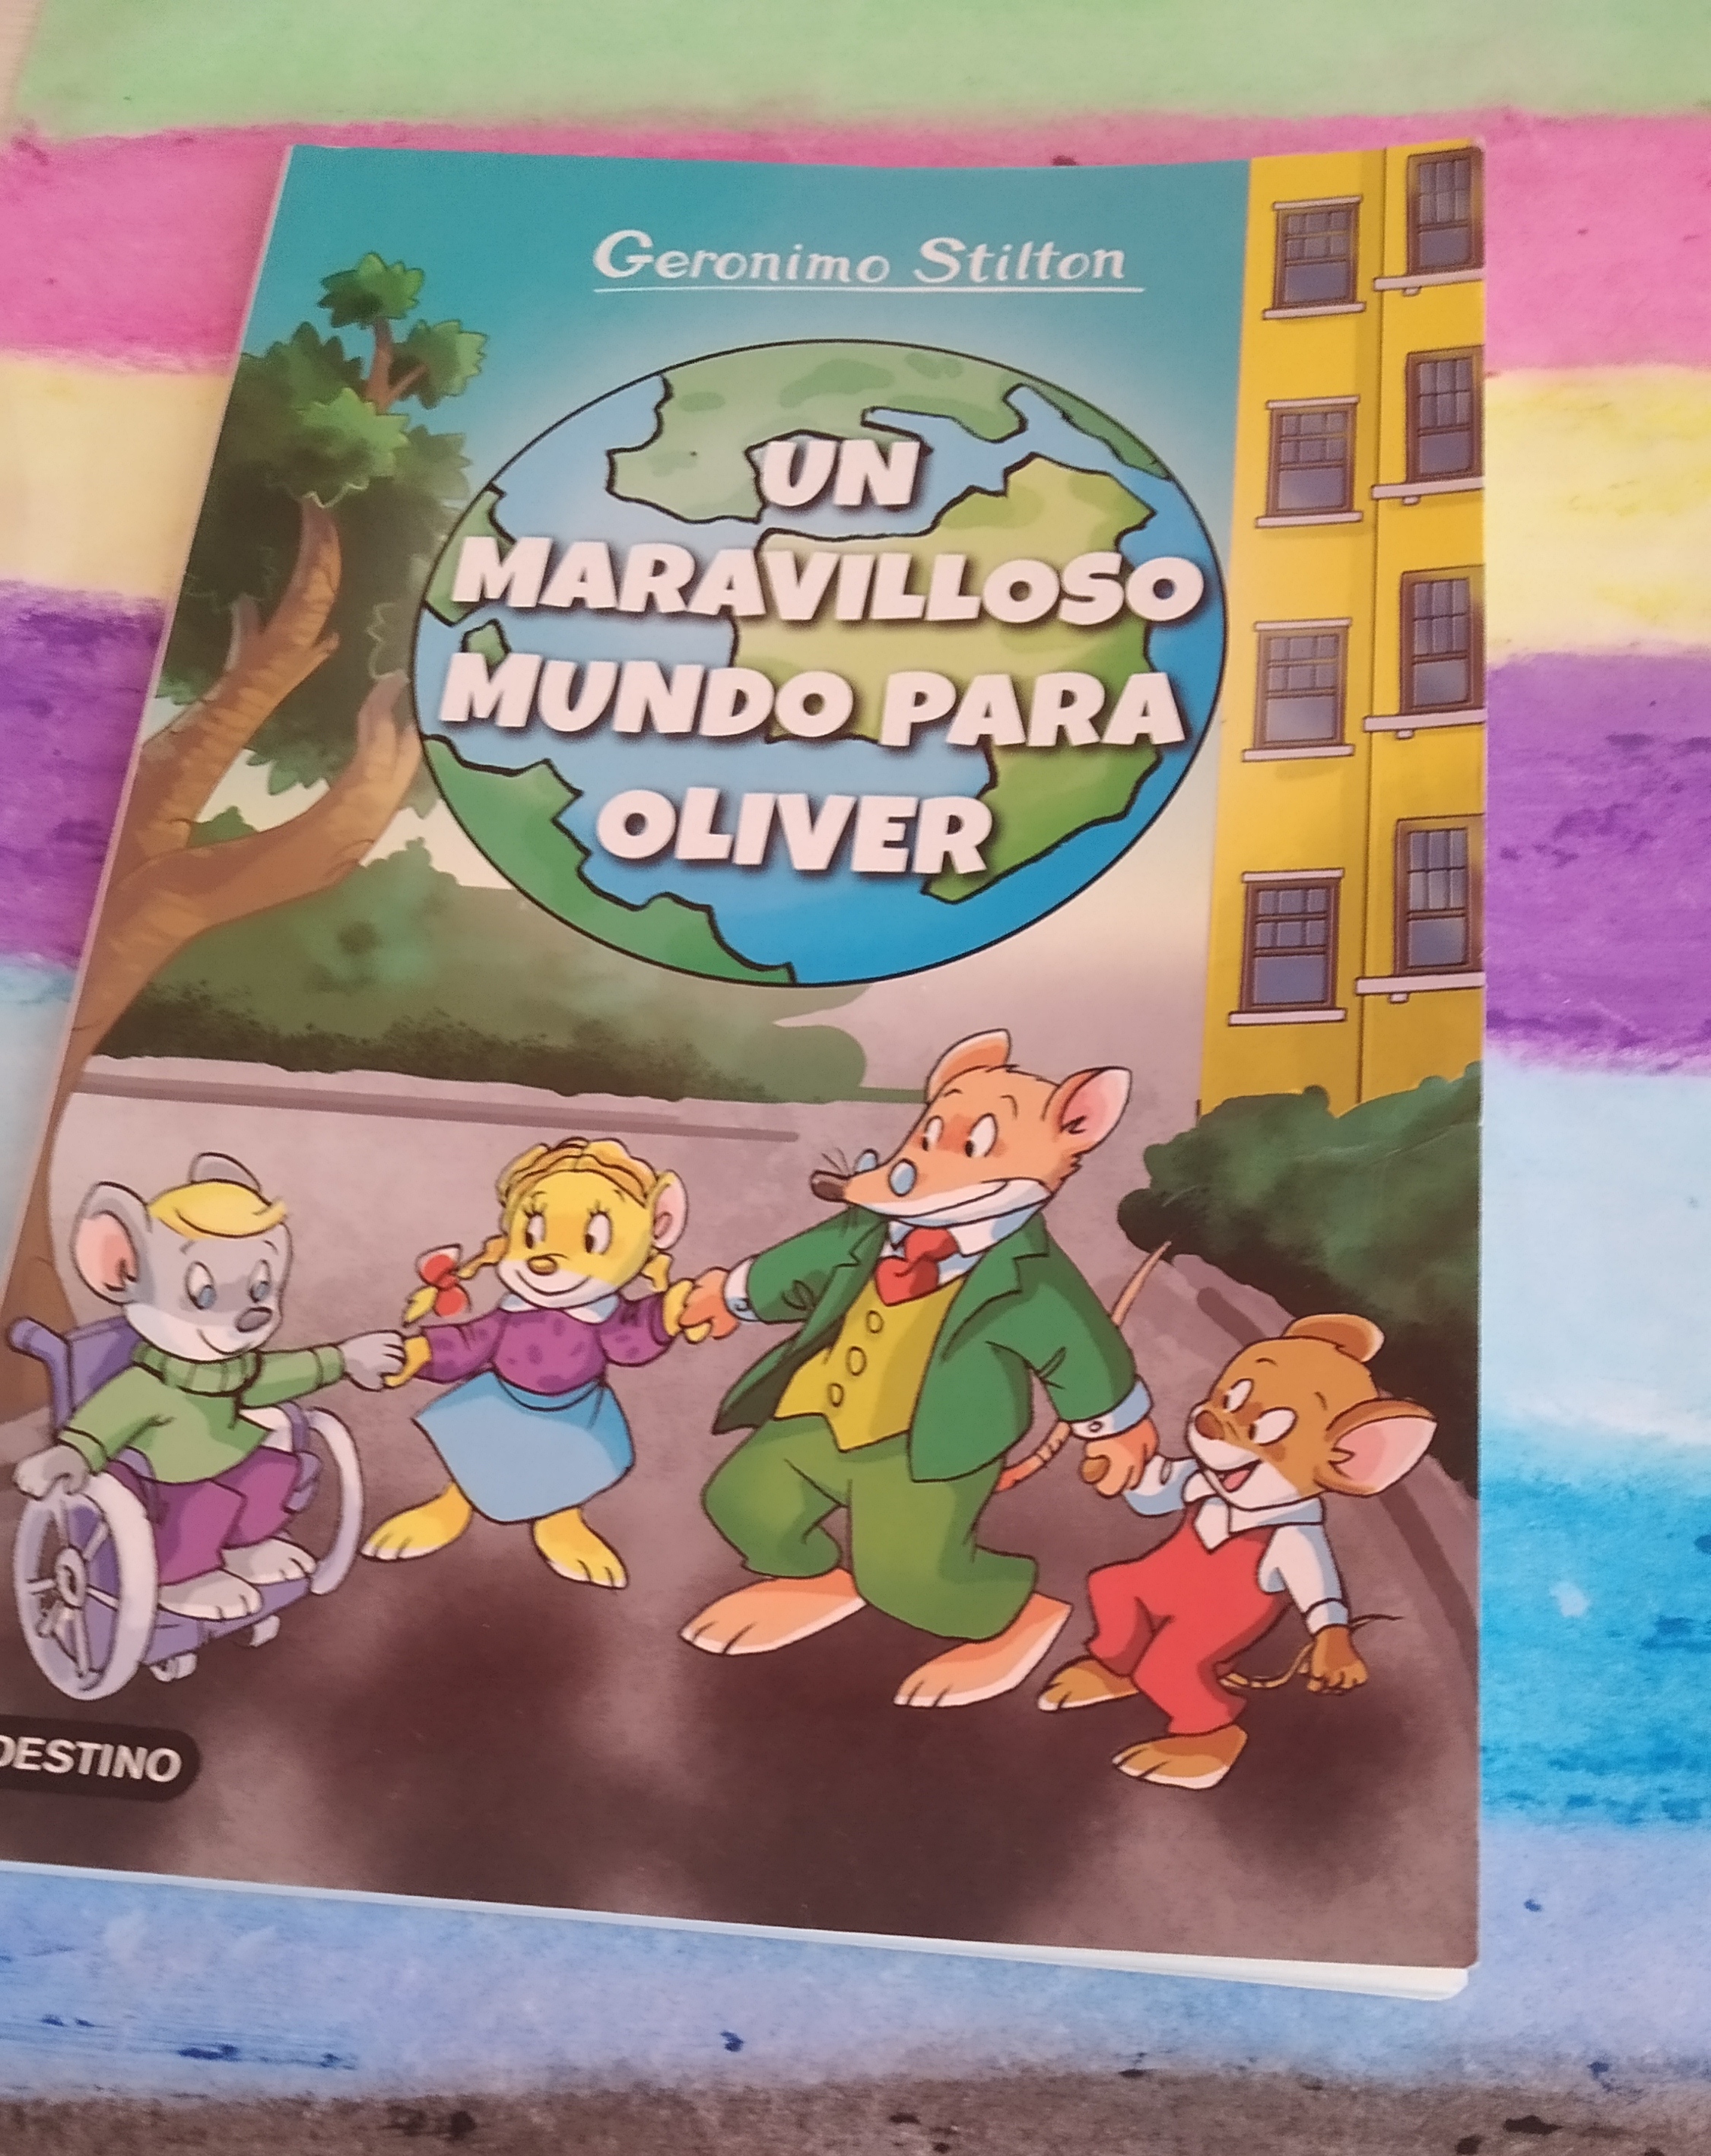 Geronimo Stilton
UN
MARAVILLOSO
MUNDO PARA
OLIVER
DESTINO